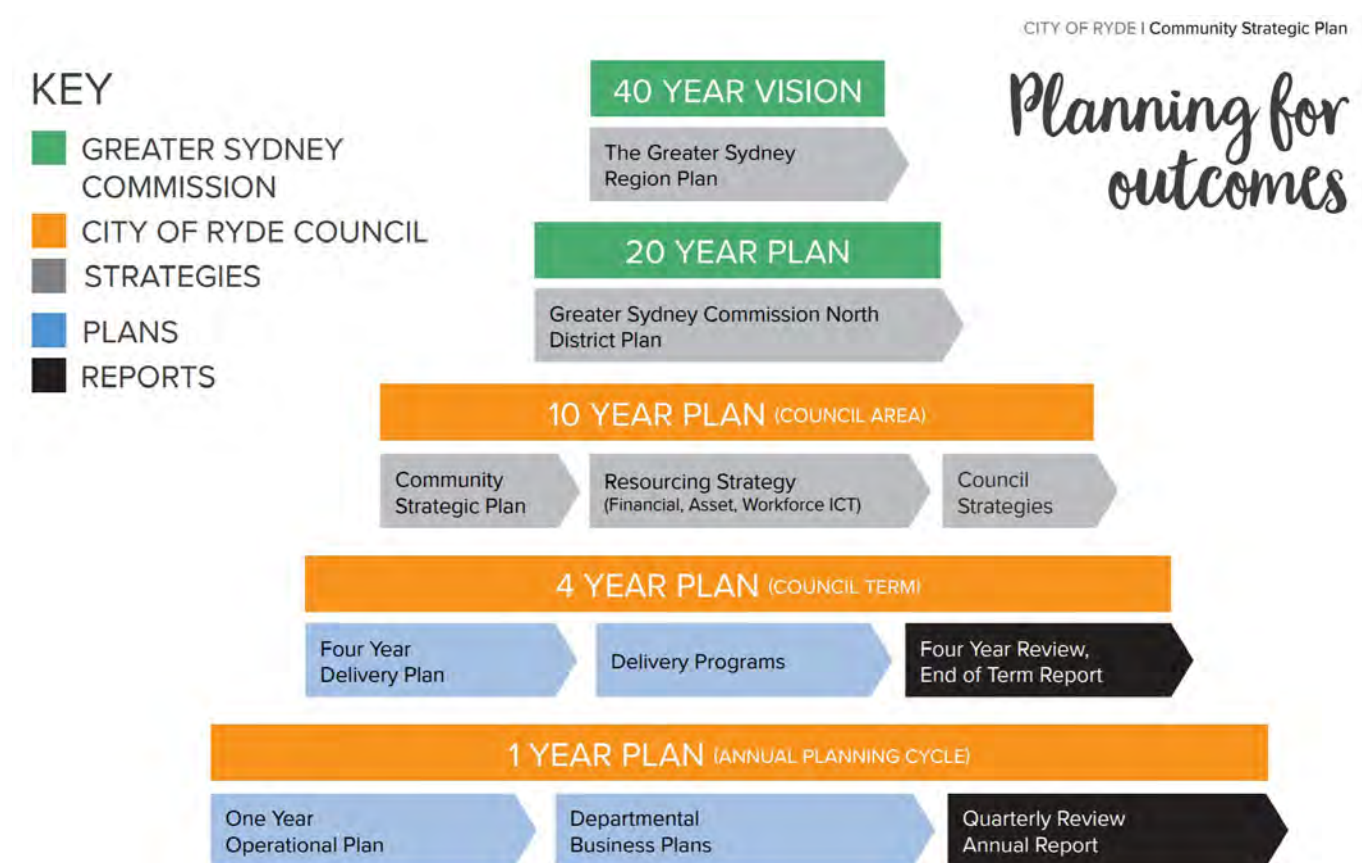 CITY OF RYDE I Community Strategic Plan
Planning for
outcomes
KEY
GREATER SYDNEY
COMMISSION
CITY OF RYDE COUNCIL
STRATEGIES
PLANS
REPORTS
40 YEAR VISION
The Greater Sydney
Region Plan
20 YEAR PLAN
Greater Sydney Commission North
District Plan
10 YEAR PLAN (COUNCIL AREA)
Community
Strategic Plan
Resourcing Strategy
(Financial, Asset, Workforce ICT)
Council
Strategies
4 YEAR PLAN (COUNCIL TERM)
Four Year
Delivery Plan
Delivery Programs
Four Year Review,
End of Term Report
1 YEAR PLAN (ANNUAL PLANNING CYCLE)
One Year
Operational Plan
Departmental
Business Plans
Quarterly Review
Annual Report